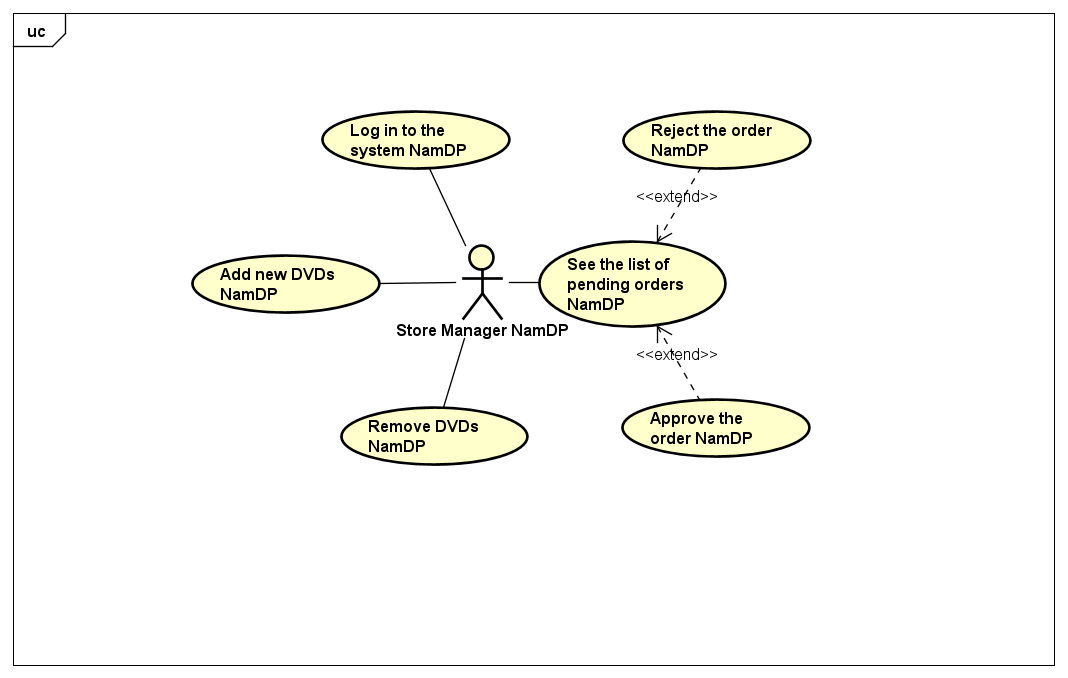 uc
Log in to the
system NamDP
Reject the order
NamDP
<<extend>>
Add new DVDs
NamDP
See the list of
pending orders
NamDP
Store Manager NamDP
<<extend>>
Remove DVDs
NamDP
Approve the
order NamDP